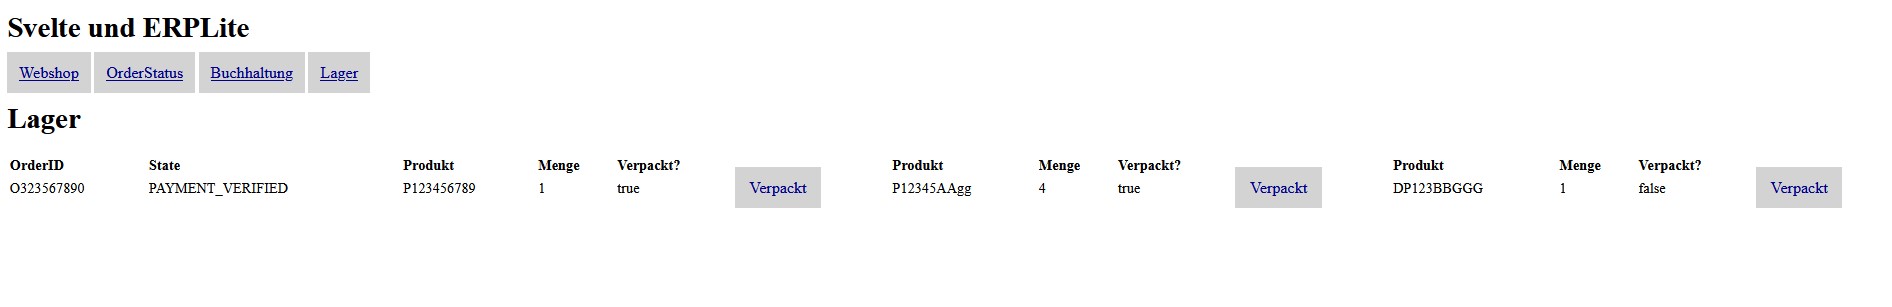 Svelte und ERPLite
Webshop OrderStatus Buchhaltung Lager
Lager
OrderID State Produkt Menge Verpackt? Produkt Menge Verpackt? Produkt Menge Verpackt?
O323567890 PAYMENT_VERIFIED P123456789 1 true Verpackt P12345AAgg 4 true Verpackt DP123BBGGG 1 false Verpackt